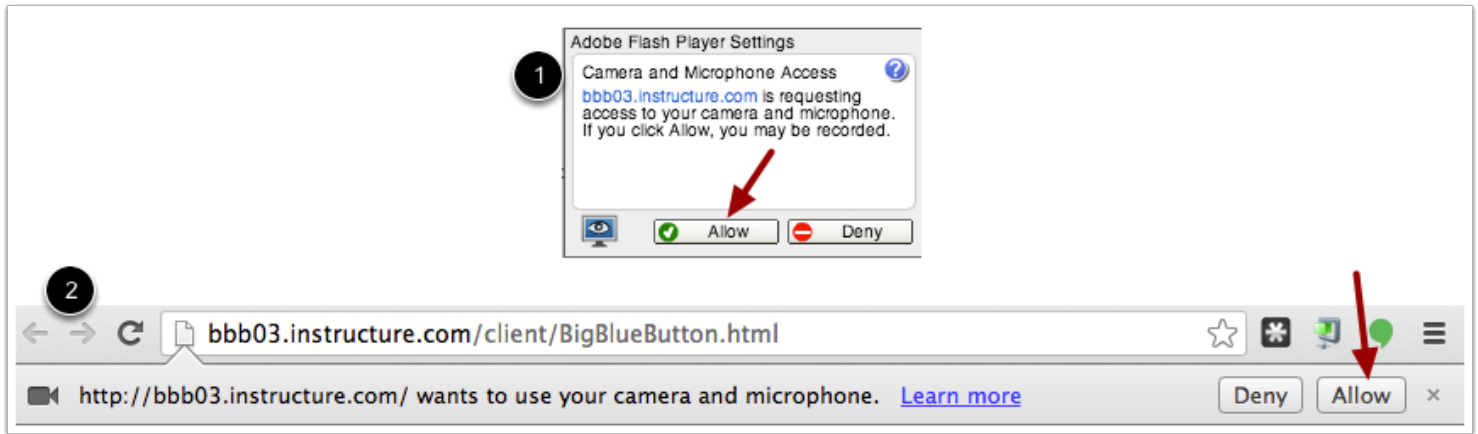 Adobe Flash Player Settings
1
Camera and Microphone Access
?
bbb03.instructure.com is requesting
access to your camera and microphone.
If you click Allow, you may be recorded.
Allow
Deny
2
bbb03.instructure.com/client/BigBlueButton.html
http://bbb03.instructure.com/ wants to use your camera and microphone. Learn more
Deny
Allow
×